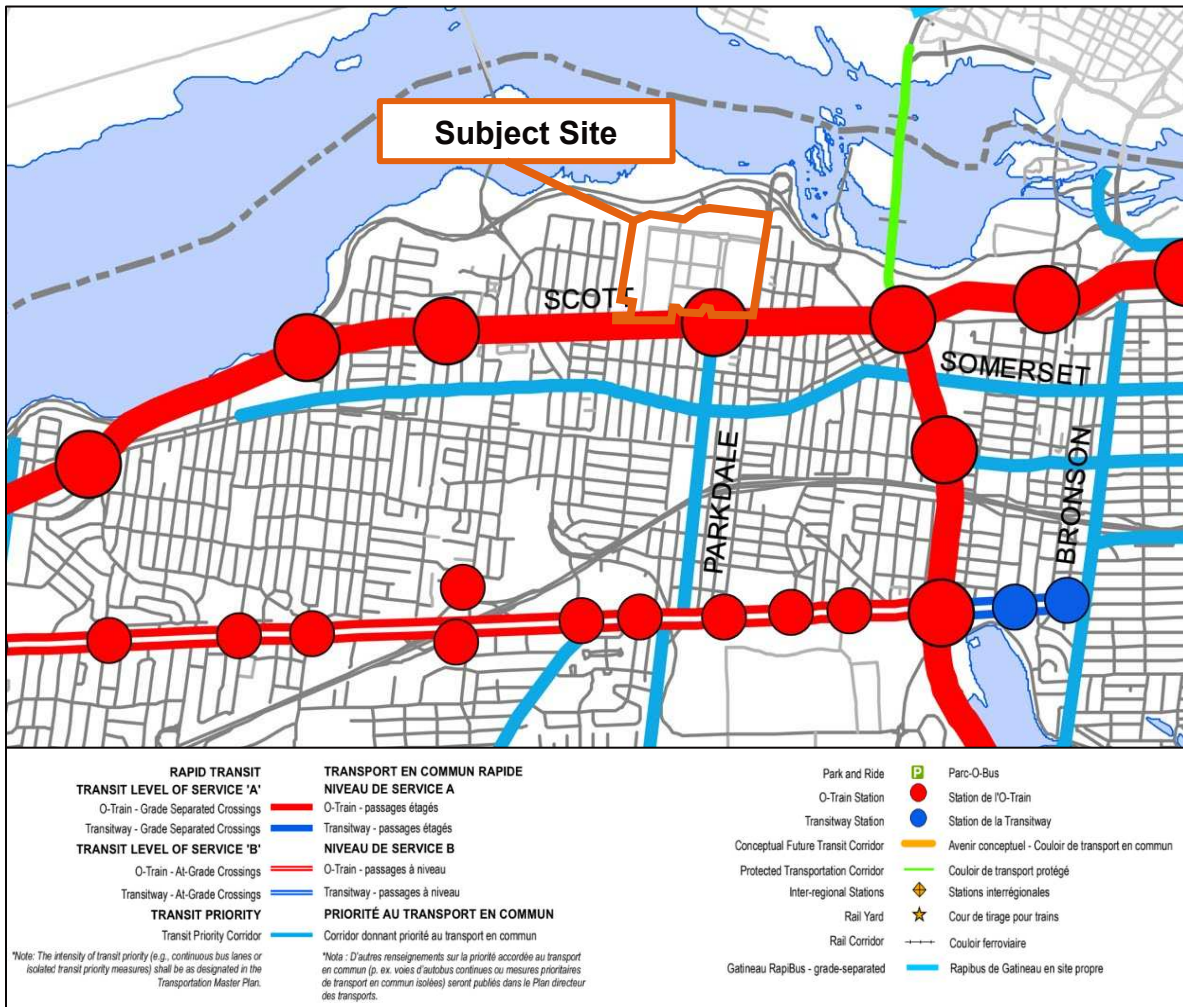 Subject Site
SCOTT
SOMERSET
PARKDALE
BRONSON
RAPID TRANSIT
TRANSIT LEVEL OF SERVICE 'A'
O-Train - Grade Separated Crossings
Transitway - Grade Separated Crossings
TRANSIT LEVEL OF SERVICE 'B'
O-Train - At-Grade Crossings
Transitway - At-Grade Crossings
TRANSIT PRIORITY
Transit Priority Corridor
*Note: The intensity of transit priority (e.g., continuous bus lanes or
isolated transit priority measures) shall be as designated in the
Transportation Master Plan.
TRANSPORT EN COMMUN RAPIDE
NIVEAU DE SERVICE A
O-Train - passages étagés
Transitway - passages étagés
NIVEAU DE SERVICE B
O-Train - passages à niveau
Transitway - passages à niveau
PRIORITÉ AU TRANSPORT EN COMMUN
Corridor donnant priorité au transport en commun
*Nota : D'autres renseignements sur la priorité accordée au transport
en commun (p. ex. voies d'autobus continues ou mesures prioritaires
de transport en commun isolées) seront publiés dans le Plan directeur
des transports.
Park and Ride P Parc-O-Bus
O-Train Station Station de l'O-Train
Transitway Station Station de la Transitway
Conceptual Future Transit Corridor Avenir conceptuel - Couloir de transport en commun
Protected Transportation Corridor Couloir de transport protégé
Inter-regional Stations Stations interrégionales
Rail Yard Cour de tirage pour trains
Rail Corridor Couloir ferroviaire
Gatineau RapiBus - grade-separated Rapibus de Gatineau en site propre